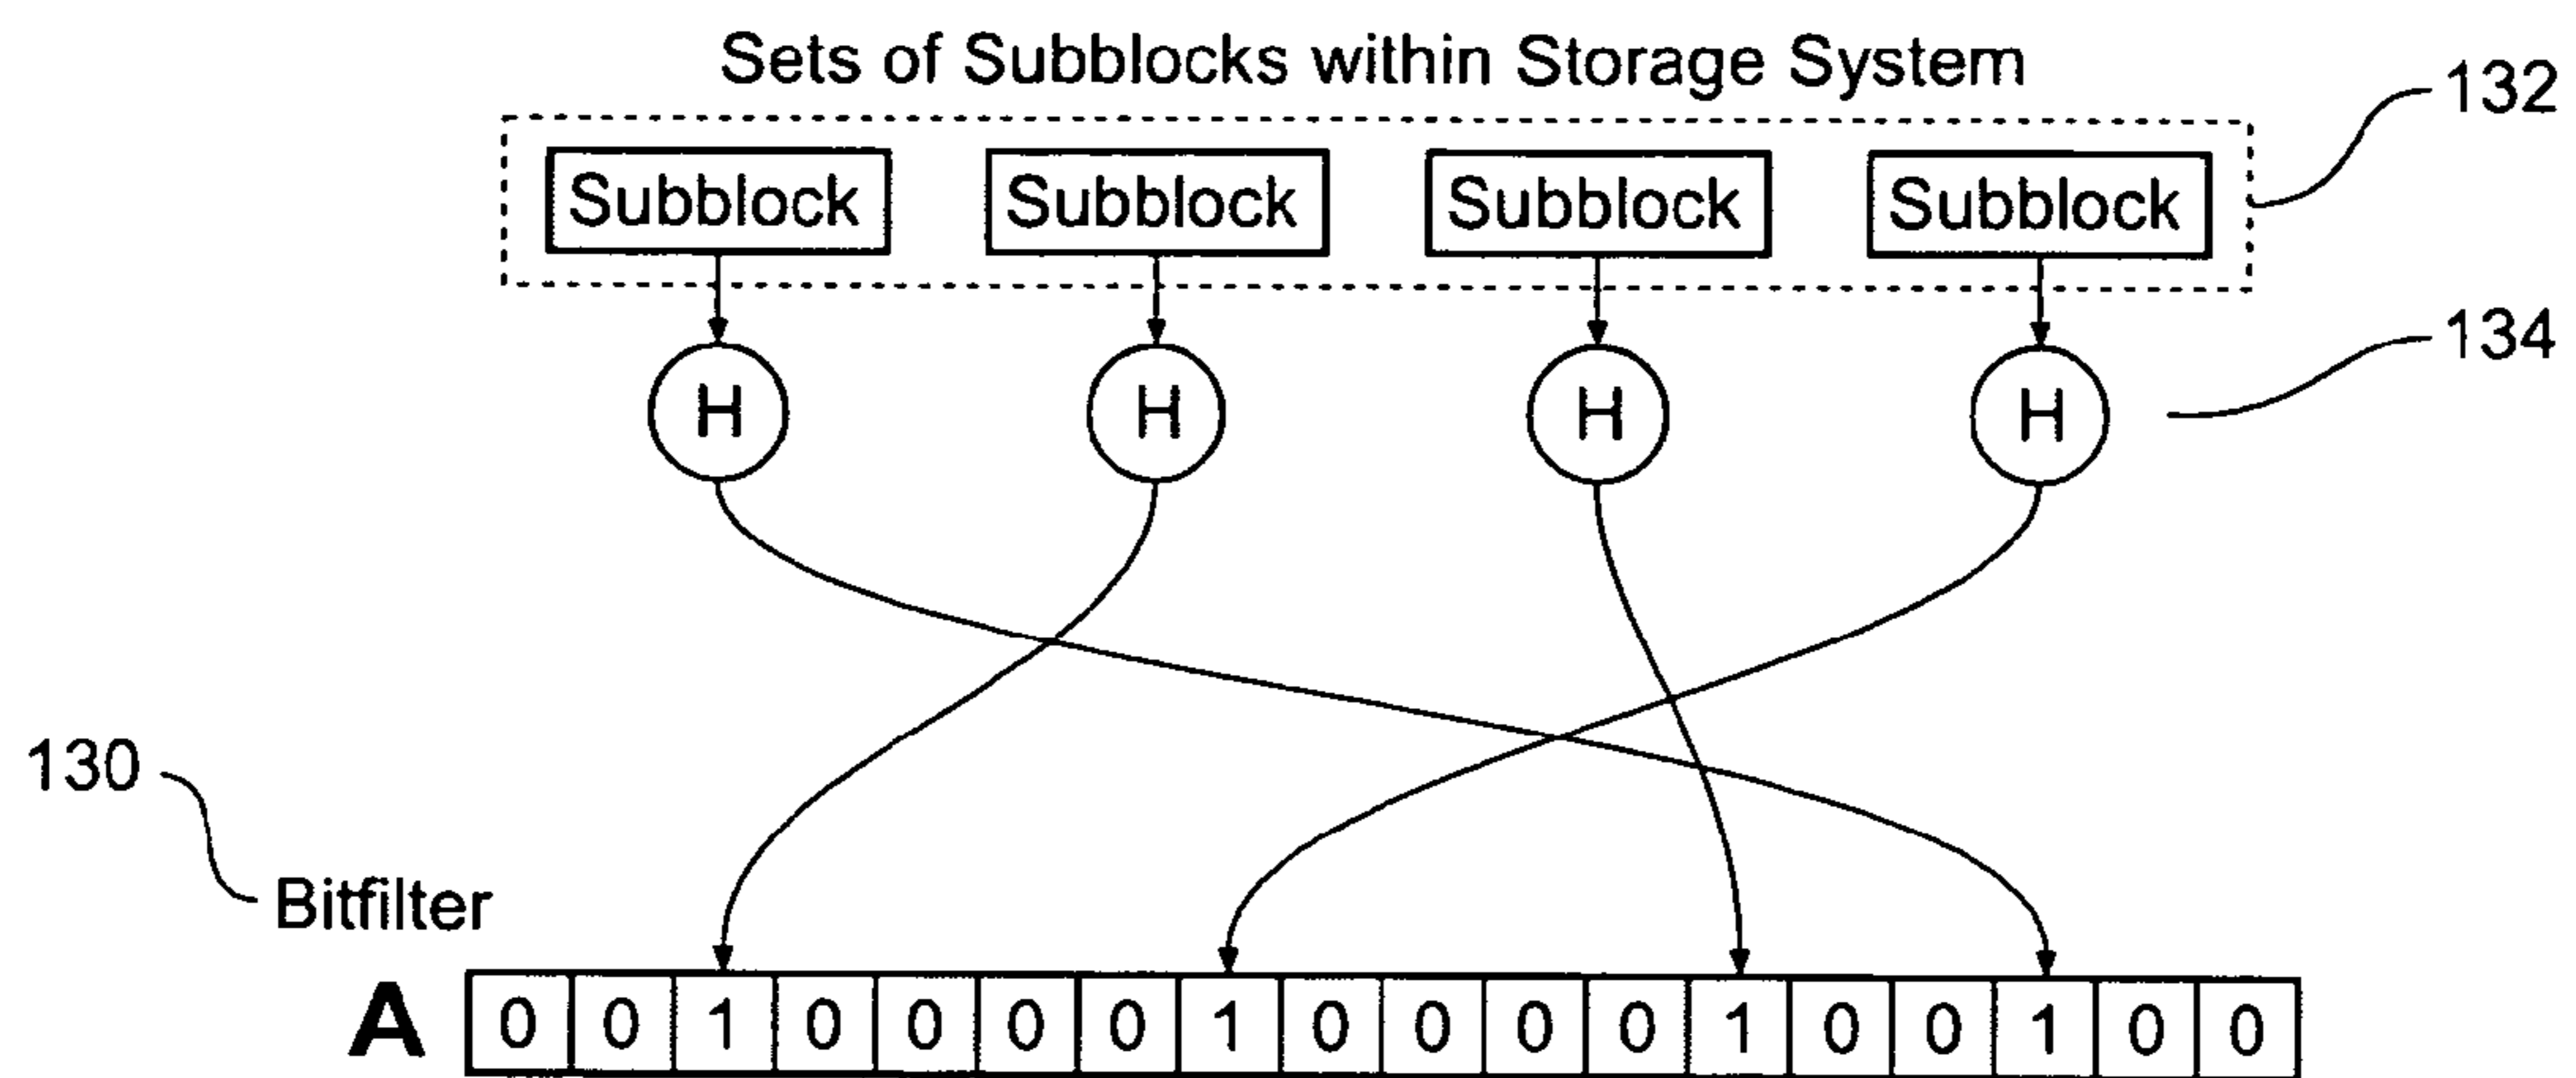 Sets of Subblocks within Storage System
132
Subblock Subblock Subblock Subblock
134
H H H H
130
Bitfilter
A 0 0 1 0 0 0 0 1 0 0 0 0 1 0 0 1 0 0